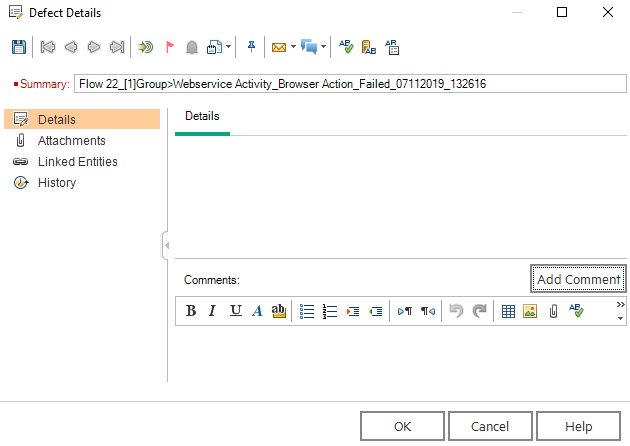 Defect Details
Summary: Flow 22_[1]Group>Webservice Activity_Browser Action_Failed_07112019_132616
Details
Attachments
Linked Entities
History
Details
Comments:
Add Comment
B I U A ab
OK Cancel Help